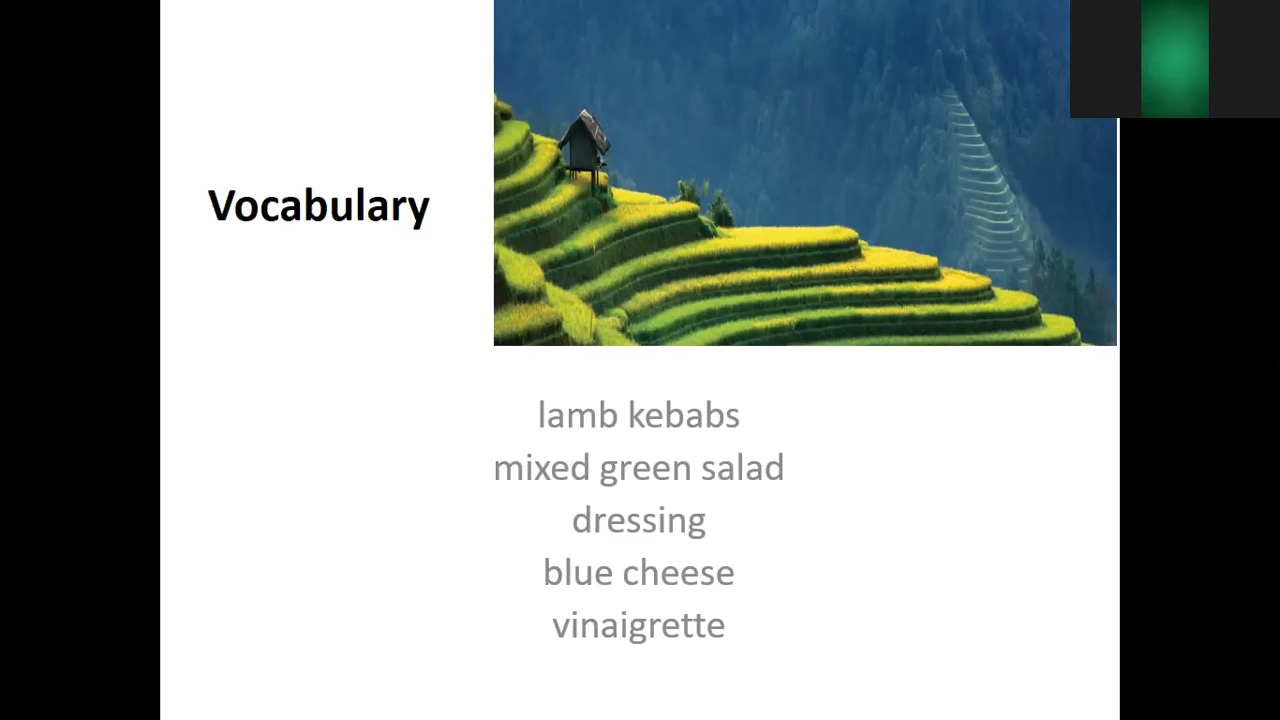 Vocabulary
lamb kebabs
mixed green salad
dressing
blue cheese
vinaigrette